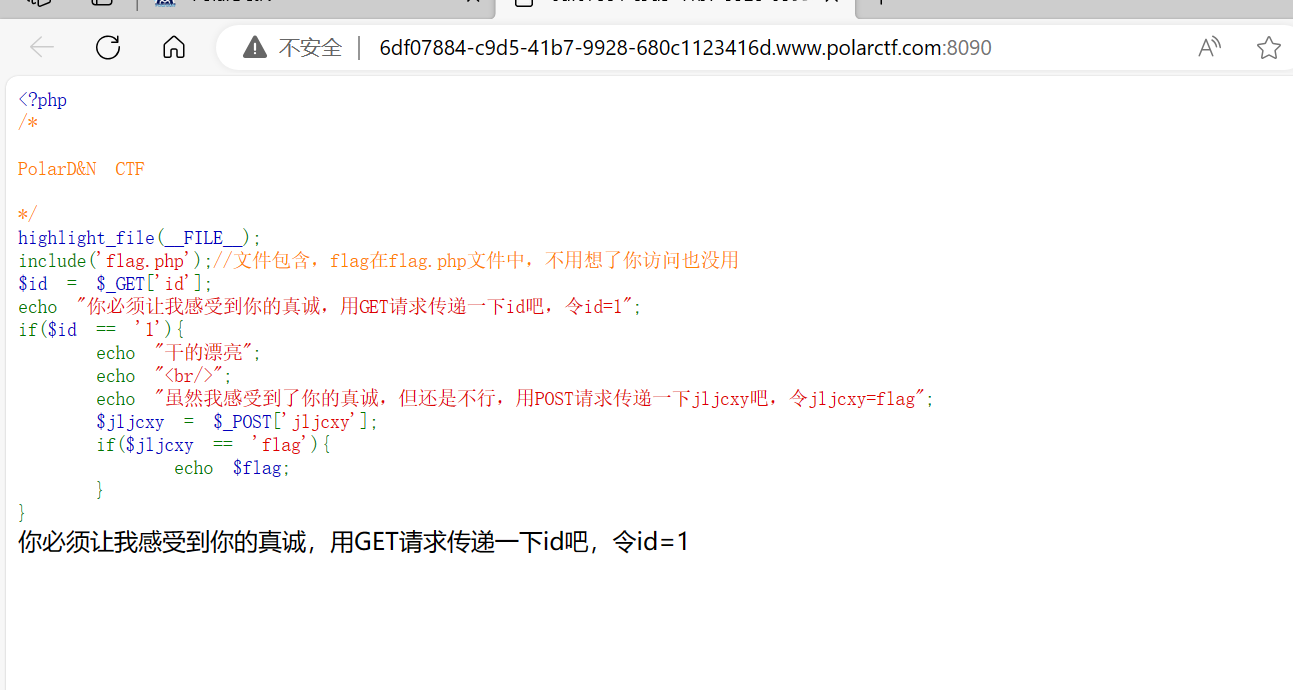 不安全 | 6df07884-c9d5-41b7-9928-680c1123416d.www.polarctf.com:8090
<?php
/*
PolarD&N CTF
*/
highlight_file(__FILE__);
include('flag.php');//文件包含，flag在flag.php文件中，不用想了你访问也没用
$id = $_GET['id'];
echo "你必须让我感受到你的真诚，用GET请求传递一下id吧，令id=1";
if($id == '1'){
echo "干的漂亮";
echo "<br/>";
echo "虽然我感受到了你的真诚，但还是不行，用POST请求传递一下jljcxy吧，令jljcxy=flag";
$jljcxy = $_POST['jljcxy'];
if($jljcxy == 'flag'){
echo $flag;
}
}
你必须让我感受到你的真诚，用GET请求传递一下id吧，令id=1